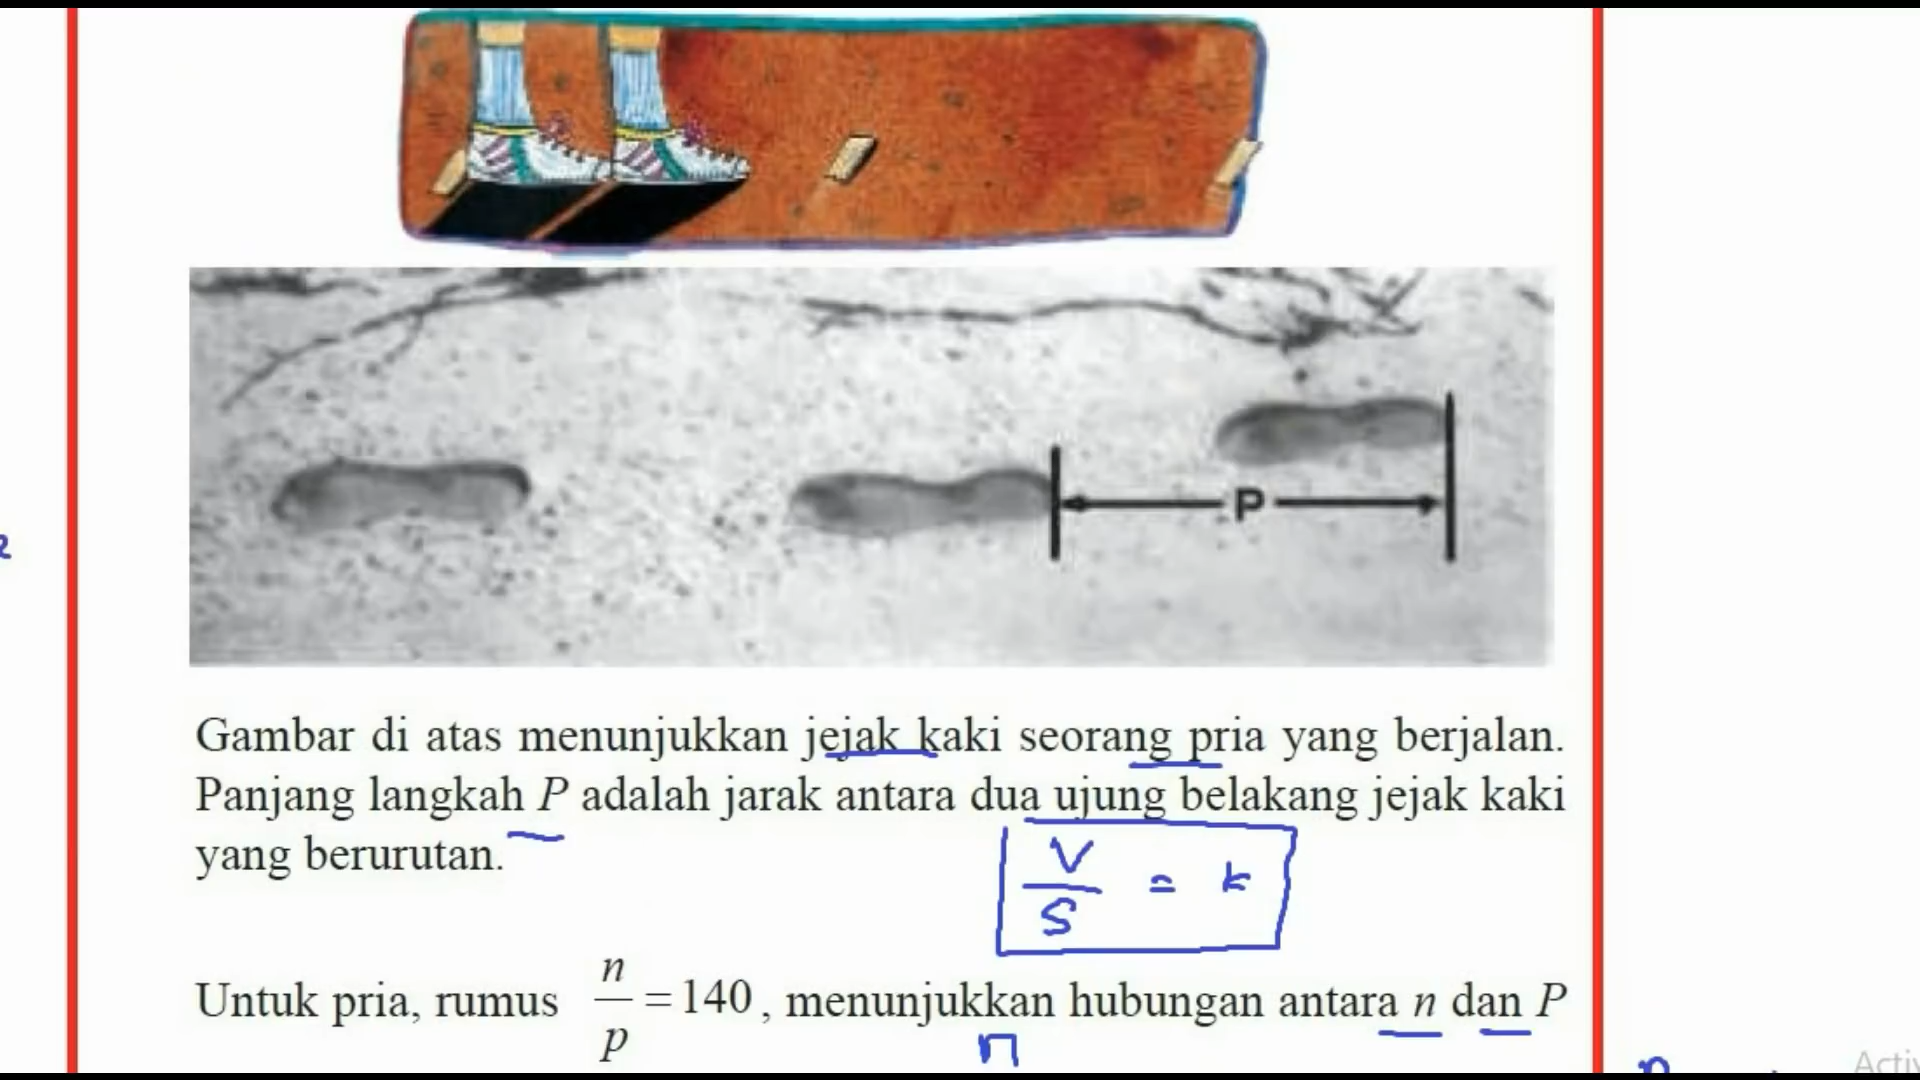 P
Gambar di atas menunjukkan jejak kaki seorang pria yang berjalan.
Panjang langkah P adalah jarak antara dua ujung belakang jejak kaki
yang berurutan.
V/S = k
Untuk pria, rumus n/p = 140, menunjukkan hubungan antara n dan P
n
Activ